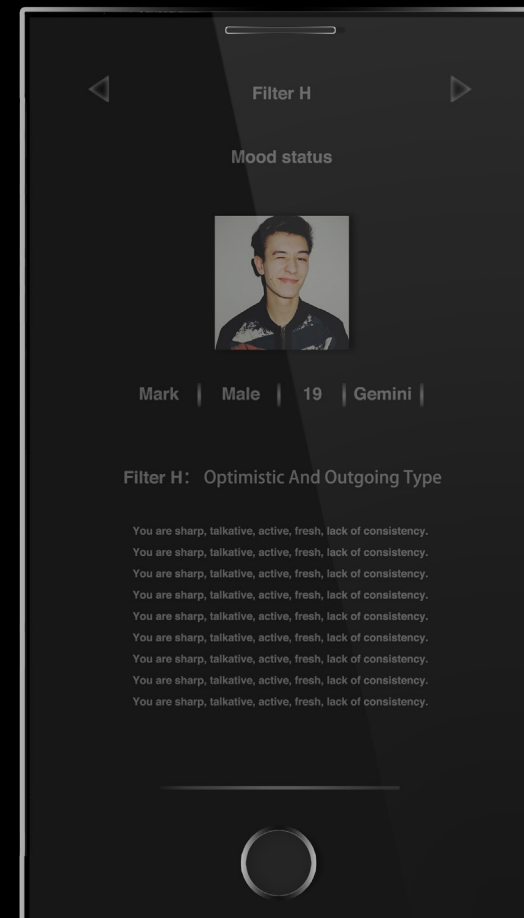 Filter H
Mood status
Mark | Male | 19 | Gemini |
Filter H： Optimistic And Outgoing Type
You are sharp, talkative, active, fresh, lack of consistency.
You are sharp, talkative, active, fresh, lack of consistency.
You are sharp, talkative, active, fresh, lack of consistency.
You are sharp, talkative, active, fresh, lack of consistency.
You are sharp, talkative, active, fresh, lack of consistency.
You are sharp, talkative, active, fresh, lack of consistency.
You are sharp, talkative, active, fresh, lack of consistency.
You are sharp, talkative, active, fresh, lack of consistency.
You are sharp, talkative, active, fresh, lack of consistency.